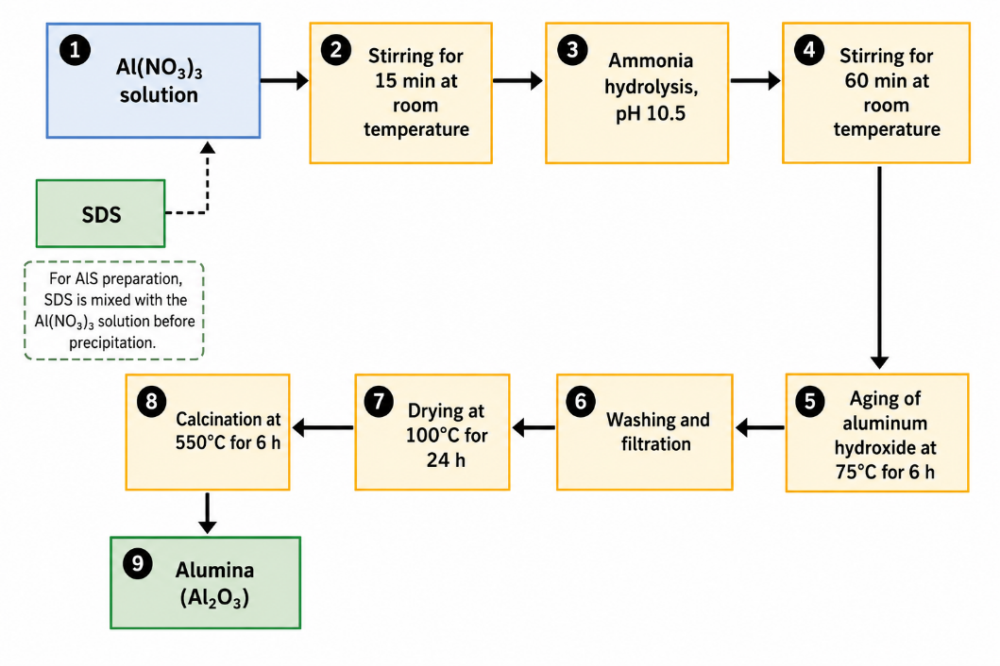 1
Al(NO₃)₃
solution
2
Stirring for
15 min at
room
temperature
3
Ammonia
hydrolysis,
pH 10.5
4
Stirring for
60 min at
room
temperature
SDS
For AlS preparation,
SDS is mixed with the
Al(NO₃)₃ solution before
precipitation.
5
Aging of
aluminum
hydroxide at
75°C for 6 h
6
Washing and
filtration
7
Drying at
100°C for
24 h
8
Calcination at
550°C for 6 h
9
Alumina
(Al₂O₃)